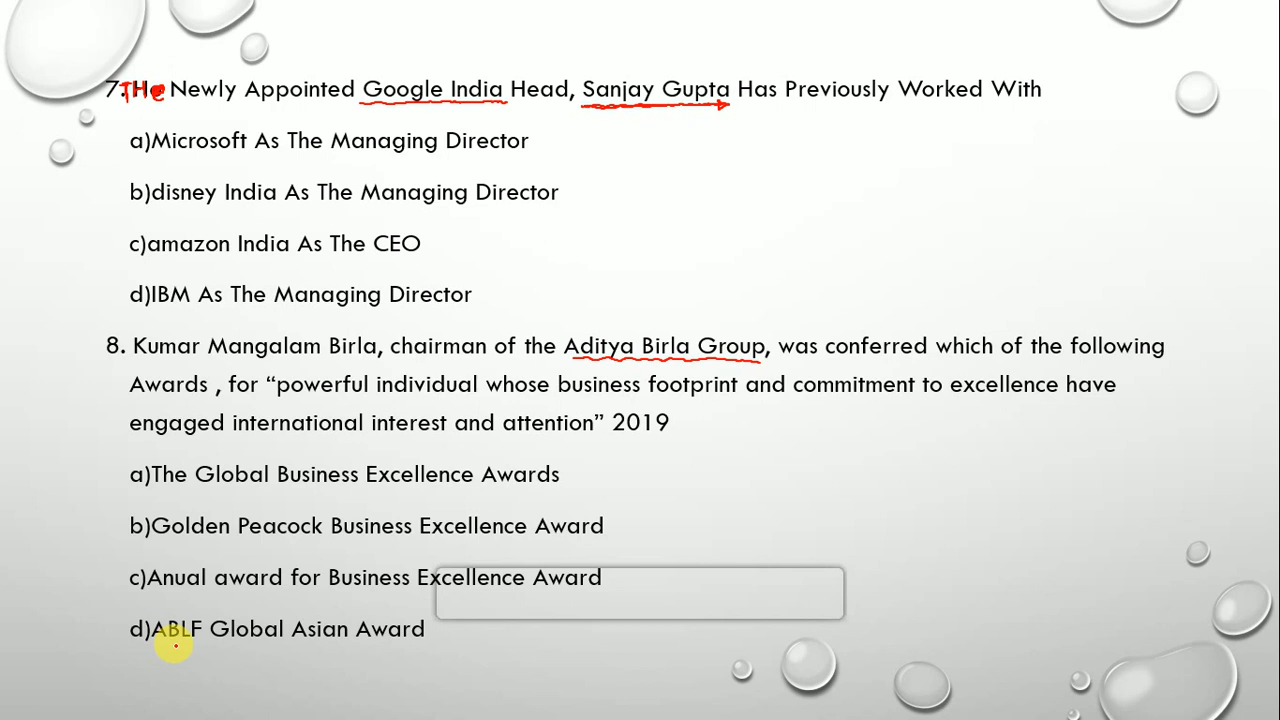 7. The Newly Appointed Google India Head, Sanjay Gupta Has Previously Worked With
a)Microsoft As The Managing Director
b)disney India As The Managing Director
c)amazon India As The CEO
d)IBM As The Managing Director
8. Kumar Mangalam Birla, chairman of the Aditya Birla Group, was conferred which of the following
Awards , for “powerful individual whose business footprint and commitment to excellence have
engaged international interest and attention” 2019
a)The Global Business Excellence Awards
b)Golden Peacock Business Excellence Award
c)Anual award for Business Excellence Award
d)ABLF Global Asian Award